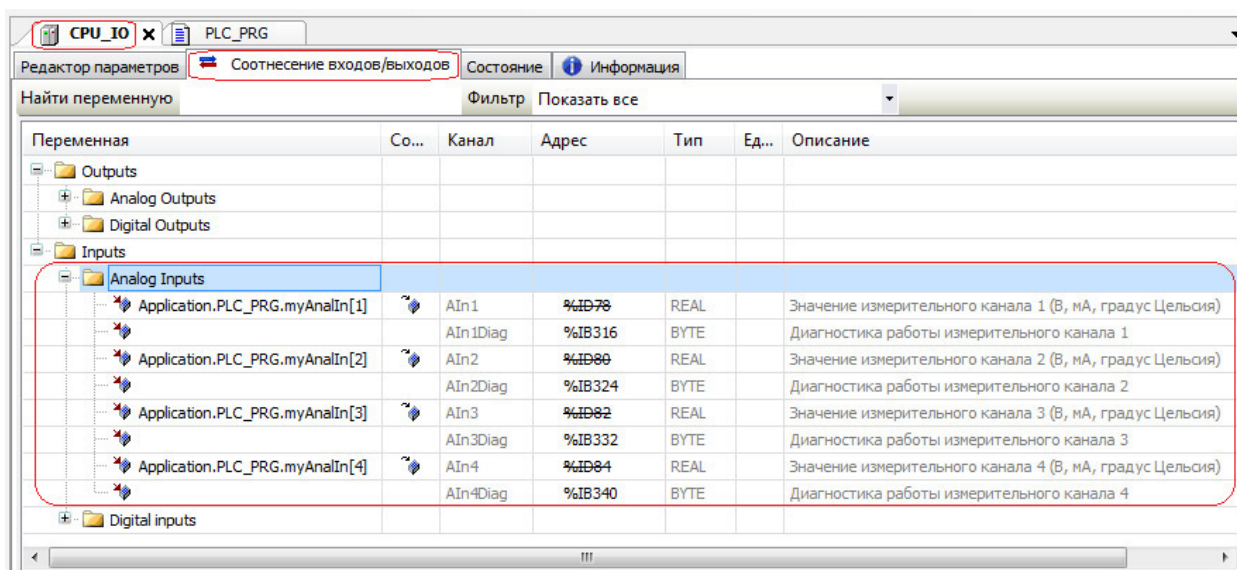 CPU_IO PLC_PRG
Редактор параметров Соотнесение входов/выходов Состояние Информация
Найти переменную Фильтр Показать все
Переменная Со... Канал Адрес Тип Ед... Описание
Outputs
Analog Outputs
Digital Outputs
Inputs
Analog Inputs
Application.PLC_PRG.myAnalIn[1] AIn1 %ID78 REAL Значение измерительного канала 1 (В, мА, градус Цельсия)
AIn1Diag %IB316 BYTE Диагностика работы измерительного канала 1
Application.PLC_PRG.myAnalIn[2] AIn2 %ID80 REAL Значение измерительного канала 2 (В, мА, градус Цельсия)
AIn2Diag %IB324 BYTE Диагностика работы измерительного канала 2
Application.PLC_PRG.myAnalIn[3] AIn3 %ID82 REAL Значение измерительного канала 3 (В, мА, градус Цельсия)
AIn3Diag %IB332 BYTE Диагностика работы измерительного канала 3
Application.PLC_PRG.myAnalIn[4] AIn4 %ID84 REAL Значение измерительного канала 4 (В, мА, градус Цельсия)
AIn4Diag %IB340 BYTE Диагностика работы измерительного канала 4
Digital inputs